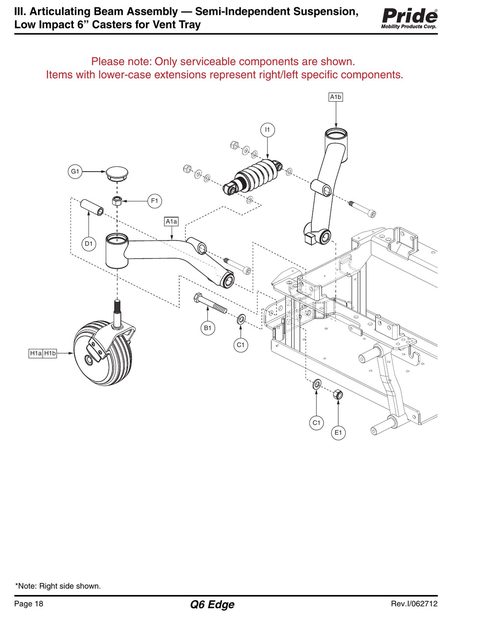 III. Articulating Beam Assembly — Semi-Independent Suspension,
Low Impact 6” Casters for Vent Tray
Pride®
Mobility Products Corp.
Please note: Only serviceable components are shown.
Items with lower-case extensions represent right/left specific components.
A1b
I1
G1
F1
A1a
D1
B1
C1
H1a H1b
C1
E1
*Note: Right side shown.
Page 18
Q6 Edge
Rev.I/062712